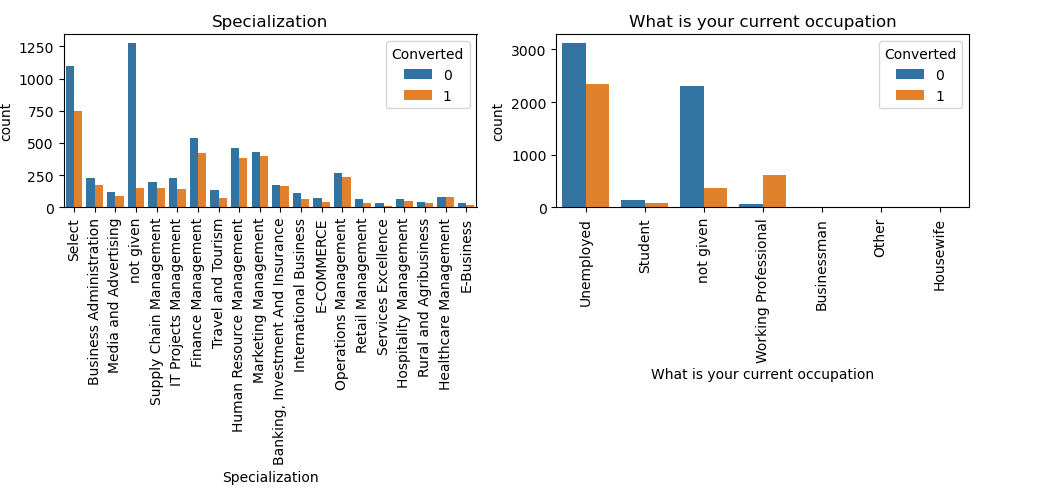 Specialization
1250
1000
750
500
250
0
count
Converted
0
1
Select
Business Administration
Media and Advertising
not given
Supply Chain Management
IT Projects Management
Finance Management
Travel and Tourism
Human Resource Management
Marketing Management
Banking, Investment And Insurance
International Business
E-COMMERCE
Operations Management
Retail Management
Services Excellence
Hospitality Management
Rural and Agribusiness
Healthcare Management
E-Business
Specialization
What is your current occupation
3000
2000
1000
0
count
Converted
0
1
Unemployed
Student
not given
Working Professional
Businessman
Other
Housewife
What is your current occupation